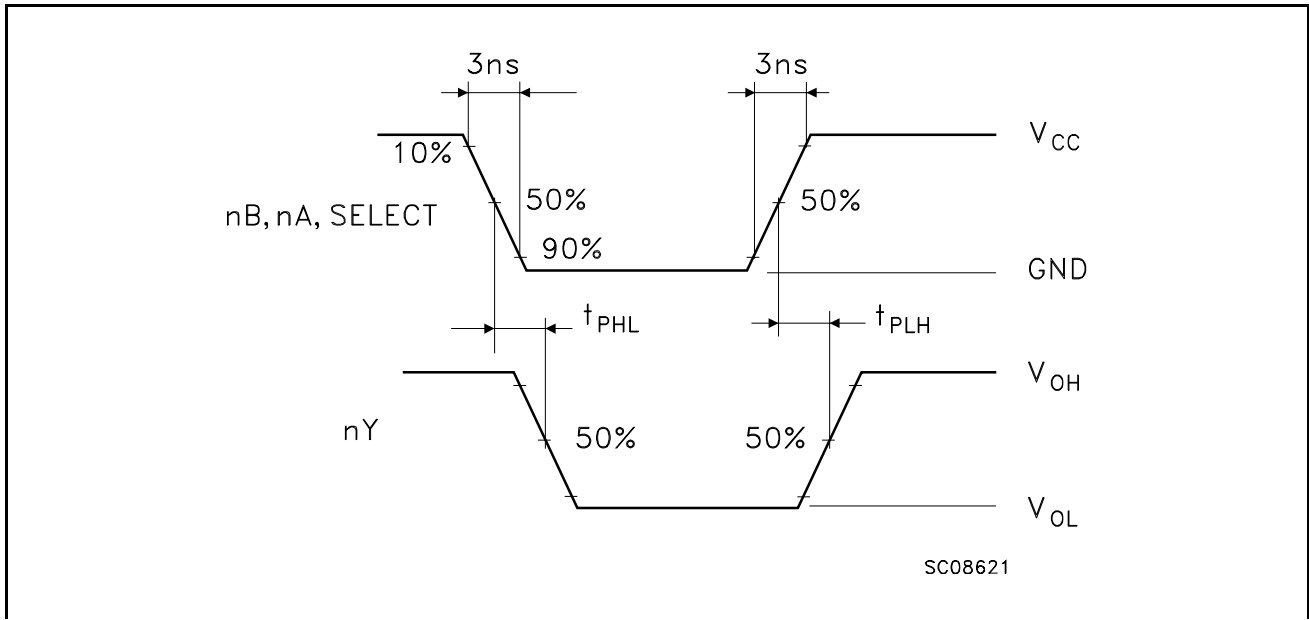 3ns 3ns
V_CC
10%
50% 50%
nB, nA, SELECT
90%
GND
t_PHL t_PLH
V_OH
nY
50% 50%
V_OL
SC08621